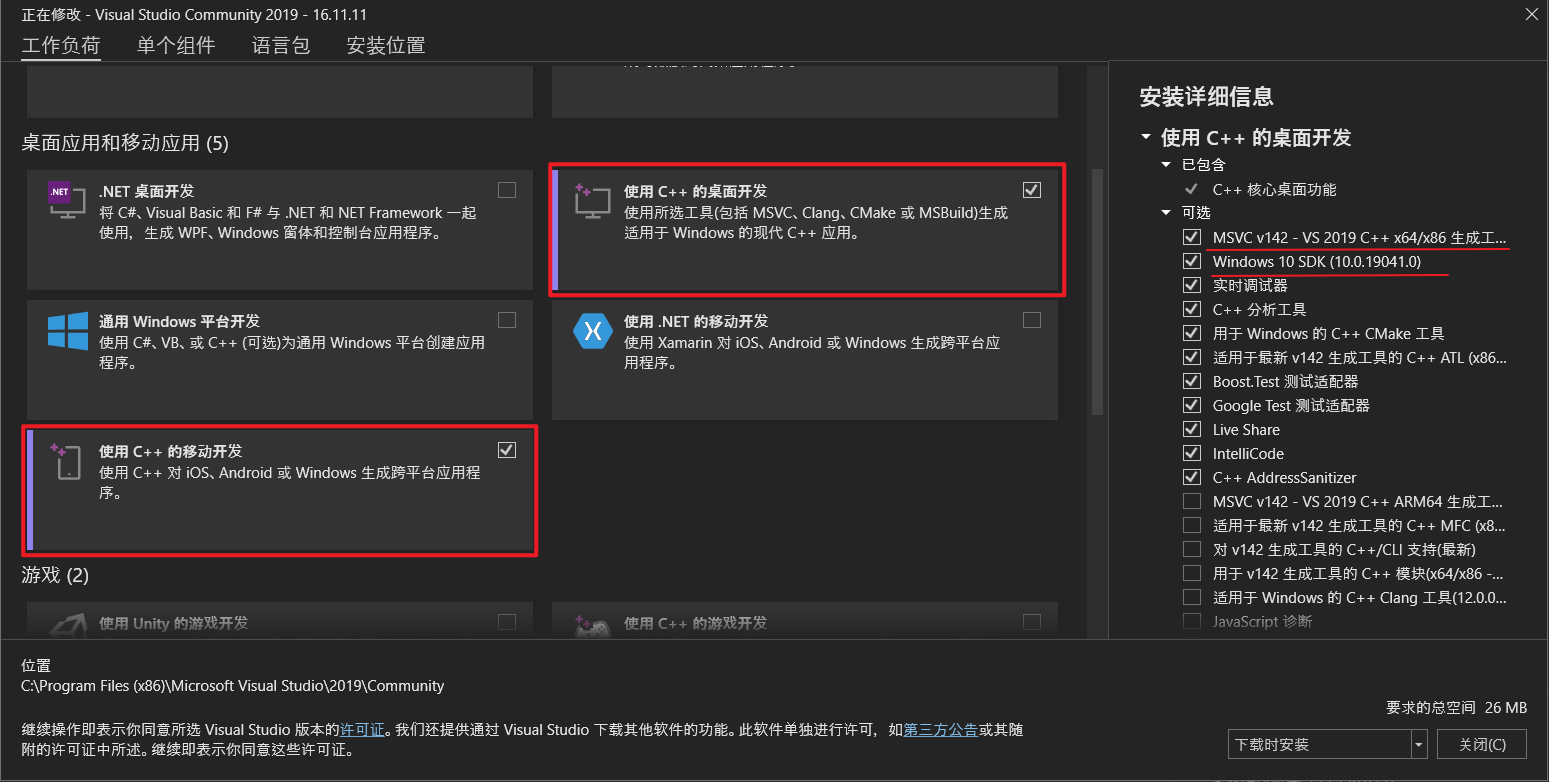 正在修改 - Visual Studio Community 2019 - 16.11.11
工作负荷 单个组件 语言包 安装位置
桌面应用和移动应用 (5)
.NET
.NET 桌面开发
将 C#、Visual Basic 和 F# 与 .NET 和 NET Framework 一起
使用，生成 WPF、Windows 窗体和控制台应用程序。
使用 C++ 的桌面开发
使用所选工具(包括 MSVC、Clang、CMake 或 MSBuild)生成
适用于 Windows 的现代 C++ 应用。
通用 Windows 平台开发
使用 C#、VB、或 C++ (可选)为通用 Windows 平台创建应用
程序。
使用 .NET 的移动开发
使用 Xamarin 对 iOS、Android 或 Windows 生成跨平台应
用程序。
使用 C++ 的移动开发
使用 C++ 对 iOS、Android 或 Windows 生成跨平台应用程
序。
游戏 (2)
使用 Unity 的游戏开发
使用 C++ 的游戏开发
安装详细信息
使用 C++ 的桌面开发
已包含
C++ 核心桌面功能
可选
MSVC v142 - VS 2019 C++ x64/x86 生成工...
Windows 10 SDK (10.0.19041.0)
实时调试器
C++ 分析工具
用于 Windows 的 C++ CMake 工具
适用于最新 v142 生成工具的 C++ ATL (x86...
Boost.Test 测试适配器
Google Test 测试适配器
Live Share
IntelliCode
C++ AddressSanitizer
MSVC v142 - VS 2019 C++ ARM64 生成工...
适用于最新 v142 生成工具的 C++ MFC (x8...
对 v142 生成工具的 C++/CLI 支持(最新)
用于 v142 生成工具的 C++ 模块(x64/x86 -...
适用于 Windows 的 C++ Clang 工具(12.0.0...
JavaScript 诊断
位置
C:\Program Files (x86)\Microsoft Visual Studio\2019\Community
继续操作即表示你同意所选 Visual Studio 版本的许可证。我们还提供通过 Visual Studio 下载其他软件的功能。此软件单独进行许可，如第三方公告或其随
附的许可证中所述。继续即表示你同意这些许可证。
要求的总空间 26 MB
下载时安装
关闭(C)